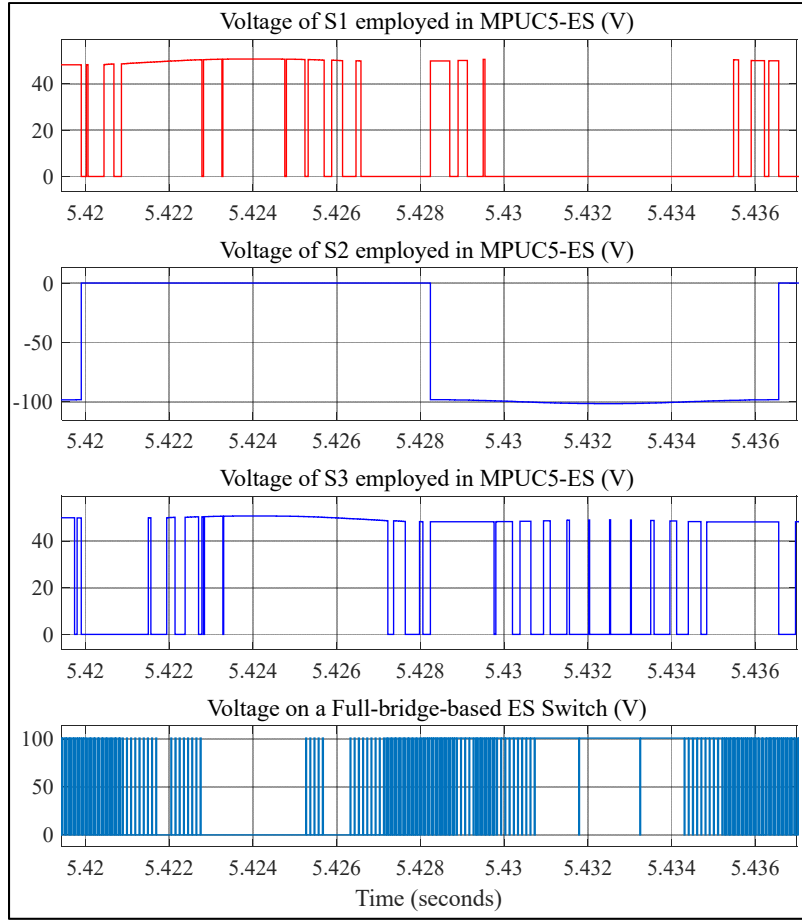 Voltage of S1 employed in MPUC5-ES (V)
40
20
0
5.42 5.422 5.424 5.426 5.428 5.43 5.432 5.434 5.436
Voltage of S2 employed in MPUC5-ES (V)
0
-50
-100
5.42 5.422 5.424 5.426 5.428 5.43 5.432 5.434 5.436
Voltage of S3 employed in MPUC5-ES (V)
40
20
0
5.42 5.422 5.424 5.426 5.428 5.43 5.432 5.434 5.436
Voltage on a Full-bridge-based ES Switch (V)
100
50
0
5.42 5.422 5.424 5.426 5.428 5.43 5.432 5.434 5.436
Time (seconds)